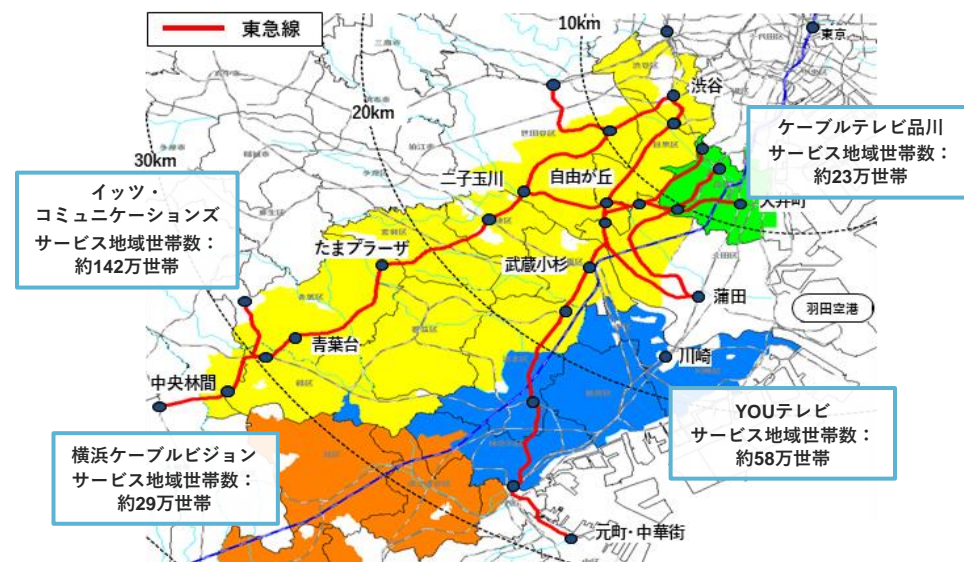 東急線
10km
20km
30km
東京
渋谷
ケーブルテレビ品川
サービス地域世帯数：
約23万世帯
大井町
二子玉川
自由が丘
イッツ・
コミュニケーションズ
サービス地域世帯数：
約142万世帯
たまプラーザ
武蔵小杉
蒲田
羽田空港
青葉台
川崎
中央林間
YOUテレビ
サービス地域世帯数：
約58万世帯
横浜ケーブルビジョン
サービス地域世帯数：
約29万世帯
元町・中華街